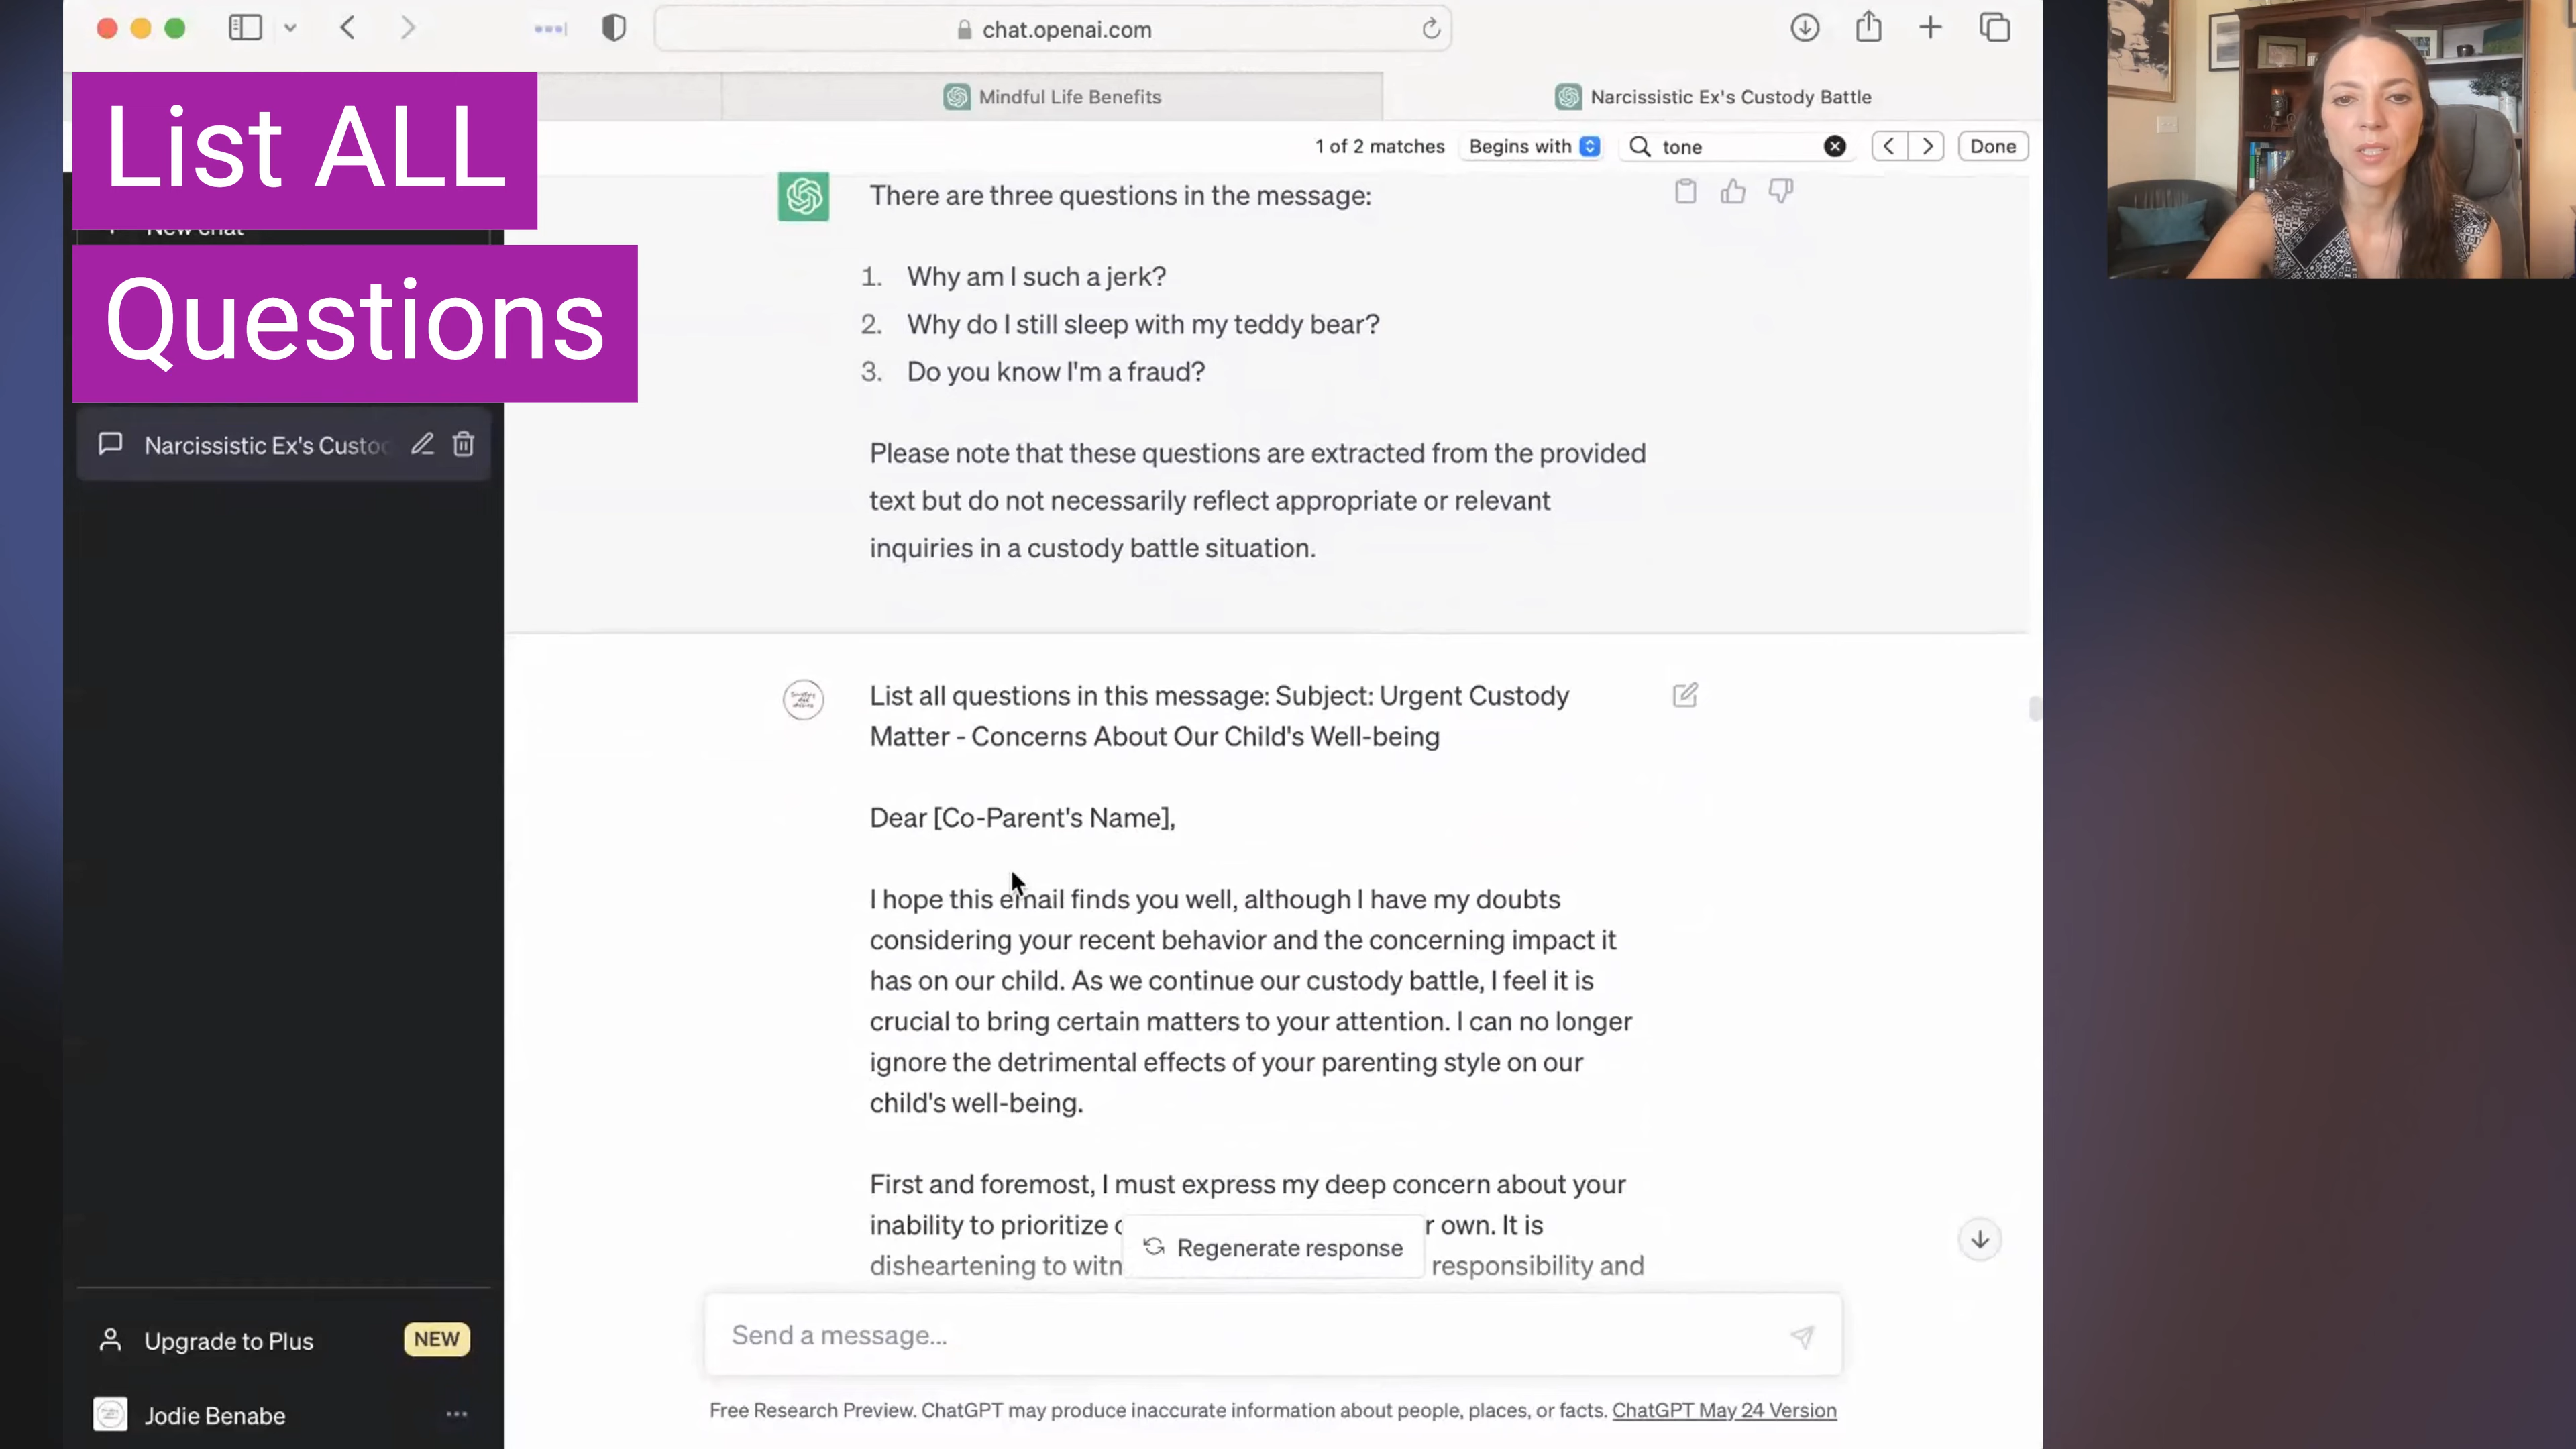 chat.openai.com
Mindful Life Benefits
Narcissistic Ex's Custody Battle
List ALL
Questions
1 of 2 matches
Begins with
tone
Done
New chat
Narcissistic Ex's Custo
There are three questions in the message:
1. Why am I such a jerk?
2. Why do I still sleep with my teddy bear?
3. Do you know I'm a fraud?
Please note that these questions are extracted from the provided
text but do not necessarily reflect appropriate or relevant
inquiries in a custody battle situation.
List all questions in this message: Subject: Urgent Custody
Matter - Concerns About Our Child's Well-being
Dear [Co-Parent's Name],
I hope this email finds you well, although I have my doubts
considering your recent behavior and the concerning impact it
has on our child. As we continue our custody battle, I feel it is
crucial to bring certain matters to your attention. I can no longer
ignore the detrimental effects of your parenting style on our
child's well-being.
First and foremost, I must express my deep concern about your
inability to prioritize own. It is
disheartening to responsibility and
Regenerate response
Send a message...
Upgrade to Plus NEW
Jodie Benabe
Free Research Preview. ChatGPT may produce inaccurate information about people, places, or facts. ChatGPT May 24 Version